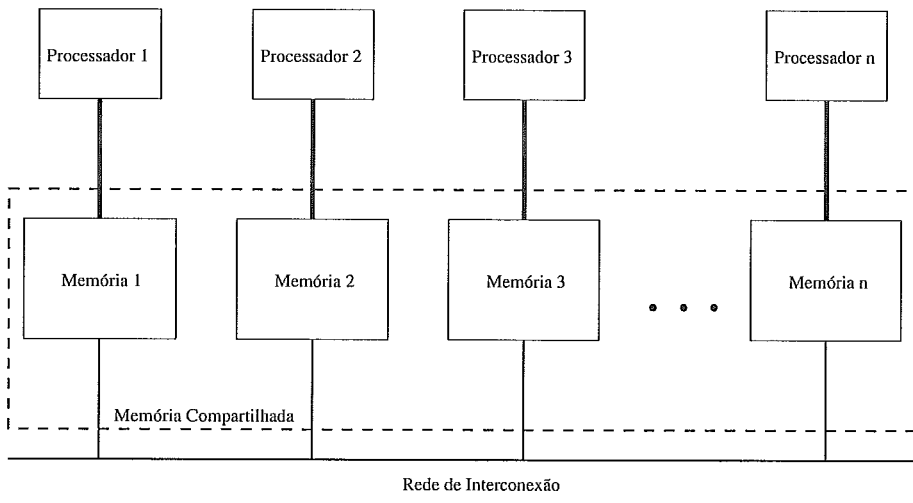 Processador 1
Processador 2
Processador 3
Processador n
Memória 1
Memória 2
Memória 3
Memória n
Memória Compartilhada
Rede de Interconexão